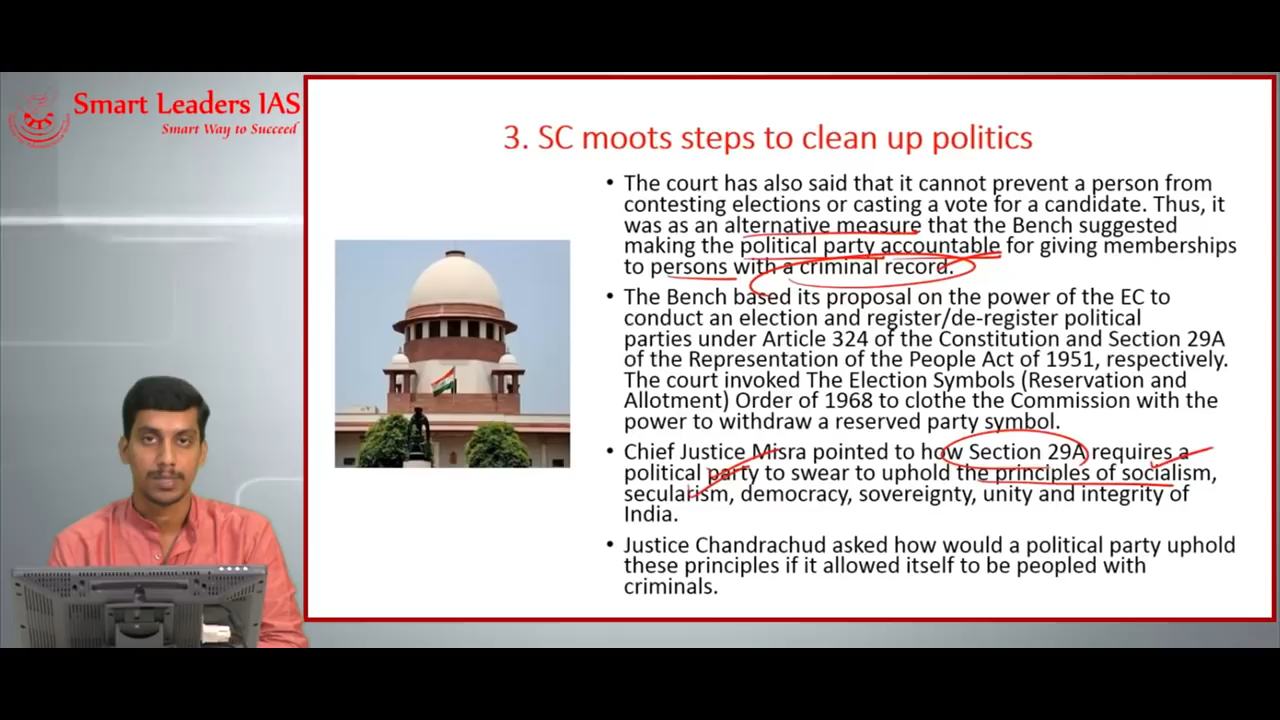 Smart Leaders IAS
Smart Way to Succeed
3. SC moots steps to clean up politics
• The court has also said that it cannot prevent a person from
contesting elections or casting a vote for a candidate. Thus, it
was as an alternative measure that the Bench suggested
making the political party accountable for giving memberships
to persons with a criminal record.
• The Bench based its proposal on the power of the EC to
conduct an election and register/de-register political
parties under Article 324 of the Constitution and Section 29A
of the Representation of the People Act of 1951, respectively.
The court invoked The Election Symbols (Reservation and
Allotment) Order of 1968 to clothe the Commission with the
power to withdraw a reserved party symbol.
• Chief Justice Misra pointed to how Section 29A requires a
political party to swear to uphold the principles of socialism,
secularism, democracy, sovereignty, unity and integrity of
India.
• Justice Chandrachud asked how would a political party uphold
these principles if it allowed itself to be peopled with
criminals.